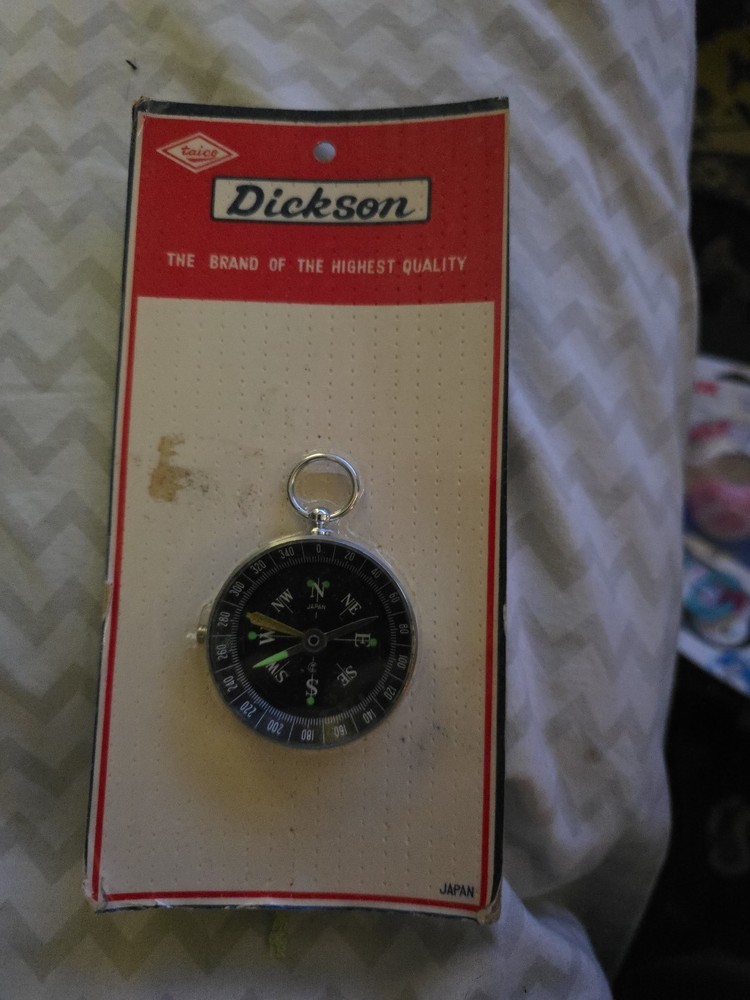 taico
Dickson
THE BRAND OF THE HIGHEST QUALITY
0 20 40 60 80 100 120 140 160 180 200 220 240 260 280 300 320 340
N NE E SE S SW W NW
JAPAN
JAPAN